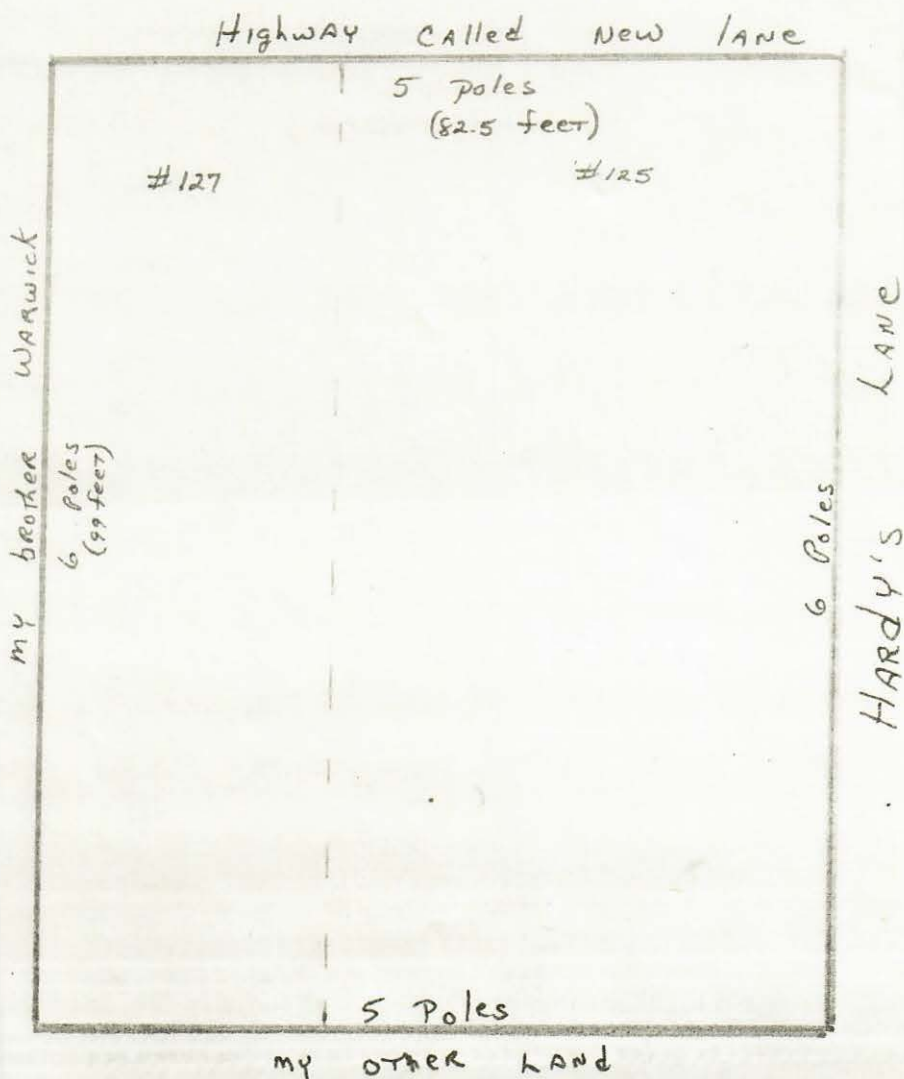 Highway Called New lane
5 poles
(82.5 feet)
#127
#125
my brother Warwick
6 Poles
(99 feet)
6 Poles
Hardy's Lane
5 Poles
my other Land